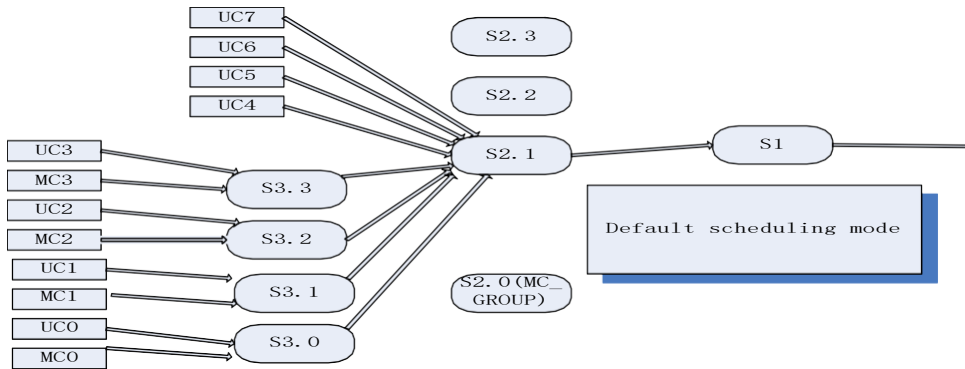 UC7
UC6
UC5
UC4
S2.3
S2.2
S2.1
S1
UC3
MC3
UC2
MC2
UC1
MC1
UC0
MC0
S3.3
S3.2
S3.1
S3.0
S2.0(MC_
GROUP)
Default scheduling mode